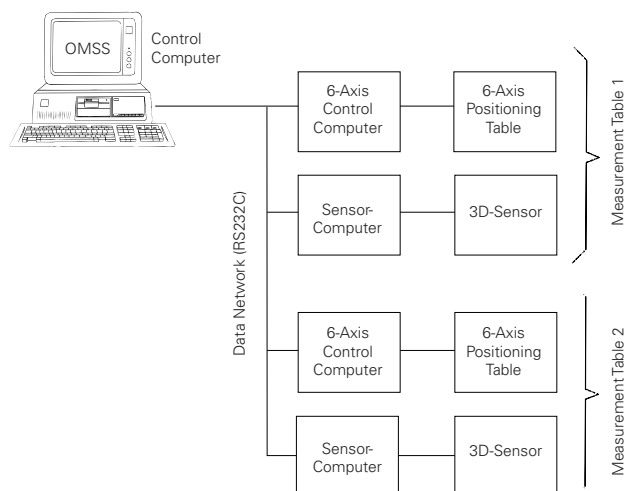 OMSS
Control
Computer
6-Axis
Control
Computer
6-Axis
Positioning
Table
Sensor-
Computer
3D-Sensor
Measurement Table 1
Data Network (RS232C)
6-Axis
Control
Computer
6-Axis
Positioning
Table
Sensor-
Computer
3D-Sensor
Measurement Table 2